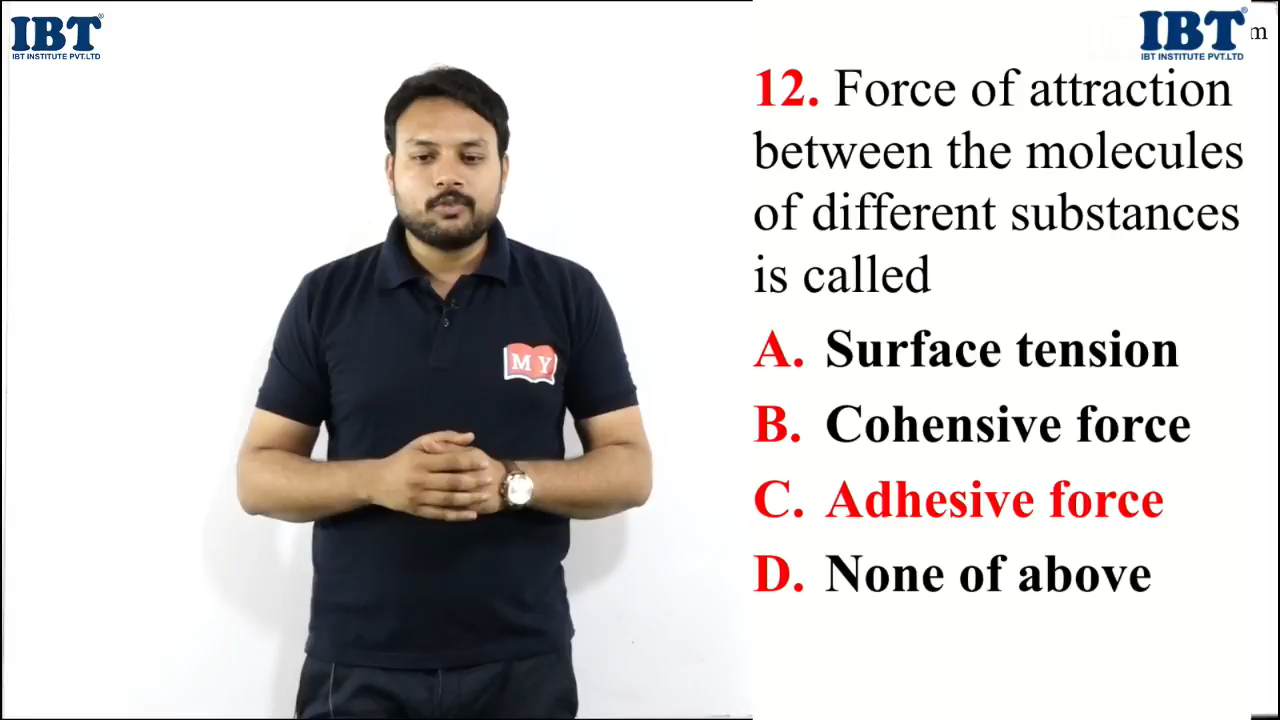 IBT
IBT INSTITUTE PVT.LTD
IBT
IBT INSTITUTE PVT.LTD
m
12. Force of attraction
between the molecules
of different substances
is called
A. Surface tension
B. Cohensive force
C. Adhesive force
D. None of above
M Y